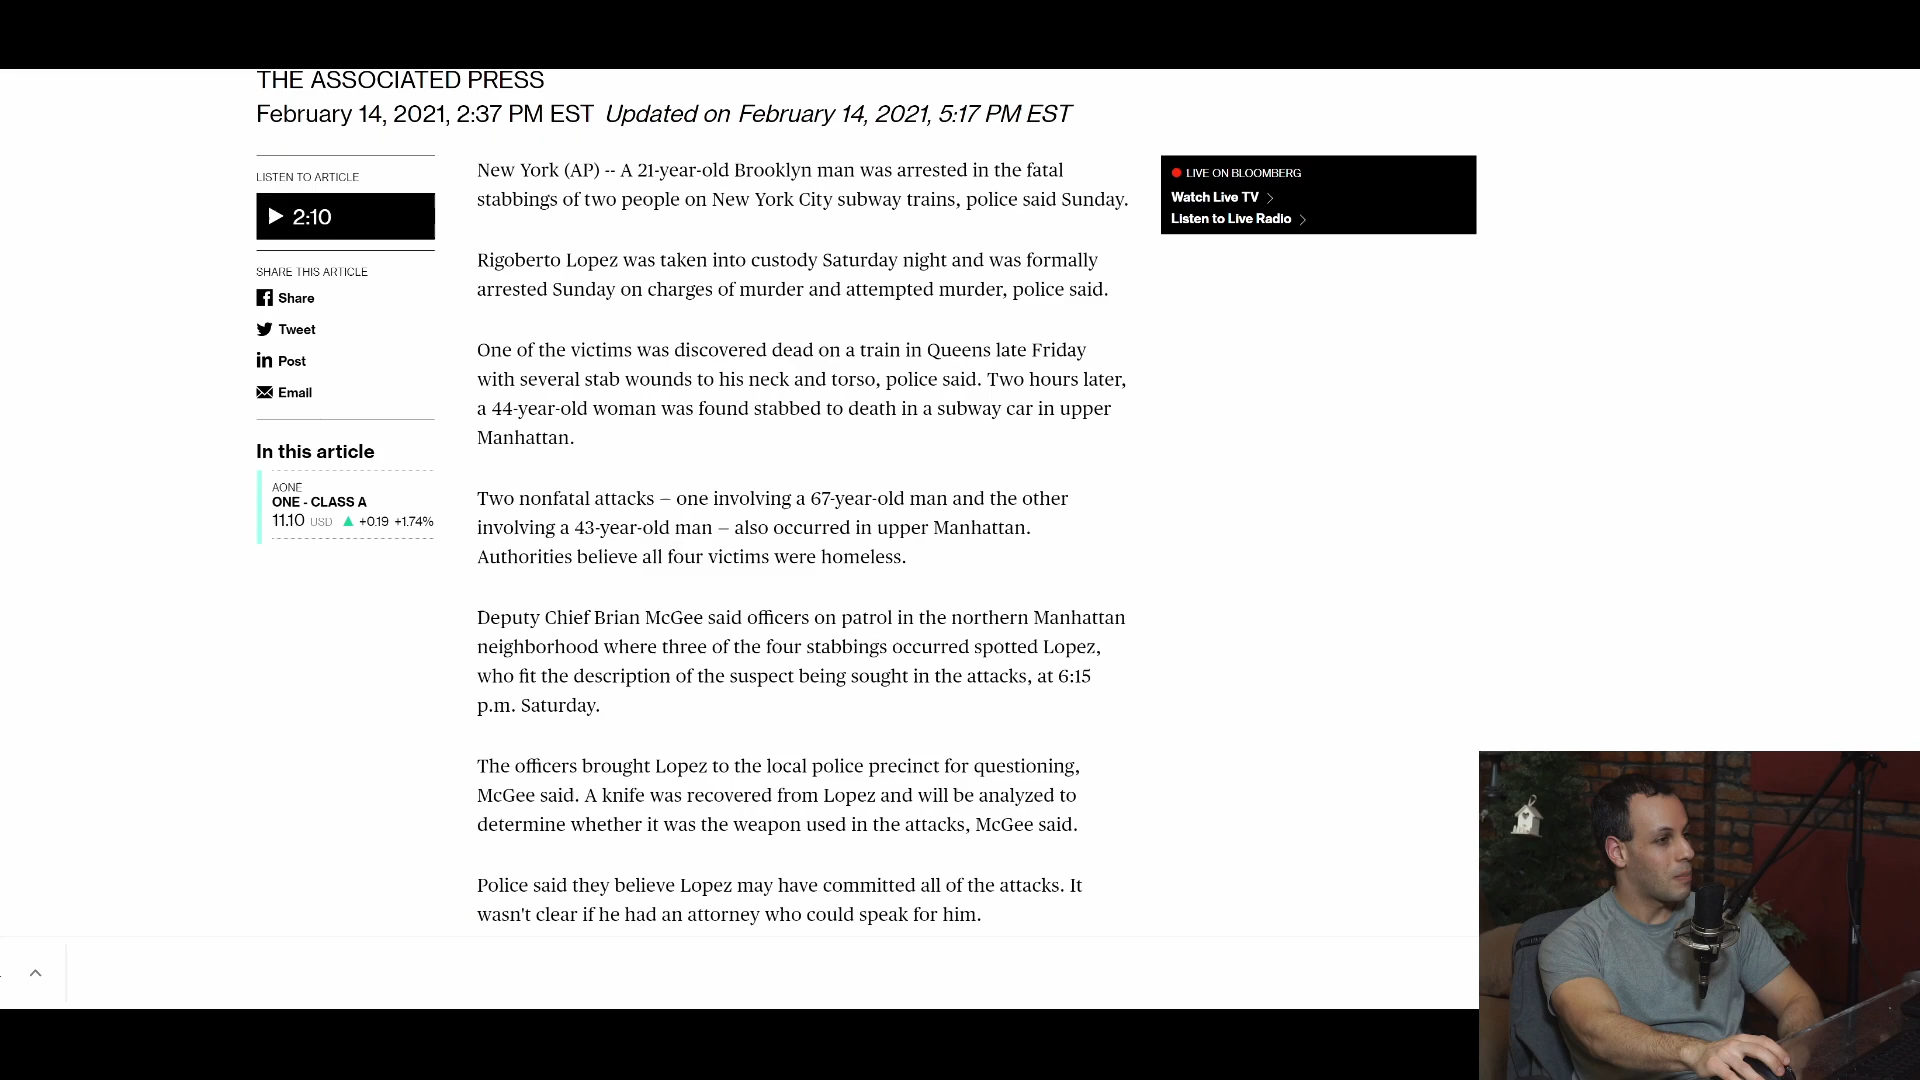 THE ASSOCIATED PRESS
February 14, 2021, 2:37 PM EST Updated on February 14, 2021, 5:17 PM EST
LISTEN TO ARTICLE
2:10
SHARE THIS ARTICLE
Share
Tweet
Post
Email
In this article
AONE
ONE - CLASS A
11.10 USD ▲ +0.19 +1.74%
New York (AP) -- A 21-year-old Brooklyn man was arrested in the fatal
stabbings of two people on New York City subway trains, police said Sunday.
Rigoberto Lopez was taken into custody Saturday night and was formally
arrested Sunday on charges of murder and attempted murder, police said.
One of the victims was discovered dead on a train in Queens late Friday
with several stab wounds to his neck and torso, police said. Two hours later,
a 44-year-old woman was found stabbed to death in a subway car in upper
Manhattan.
Two nonfatal attacks — one involving a 67-year-old man and the other
involving a 43-year-old man — also occurred in upper Manhattan.
Authorities believe all four victims were homeless.
Deputy Chief Brian McGee said officers on patrol in the northern Manhattan
neighborhood where three of the four stabbings occurred spotted Lopez,
who fit the description of the suspect being sought in the attacks, at 6:15
p.m. Saturday.
The officers brought Lopez to the local police precinct for questioning,
McGee said. A knife was recovered from Lopez and will be analyzed to
determine whether it was the weapon used in the attacks, McGee said.
Police said they believe Lopez may have committed all of the attacks. It
wasn't clear if he had an attorney who could speak for him.
LIVE ON BLOOMBERG
Watch Live TV
Listen to Live Radio